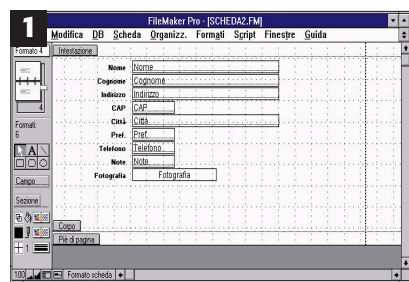 1
FileMaker Pro - [SCHEDA2.FM]
Modifica DB Scheda Organizz. Formati Script Finestre Guida
Formato 4
Intestazione
Nome Nome
Cognome Cognome
Indirizzo Indirizzo
CAP CAP
Città Città
Pref. Pref.
Telefono Telefono
Note Note
Fotografia Fotografia
4
Formati:
6
A
Campo
Sezione
1
Corpo
Piè di pagina
100
Formato scheda